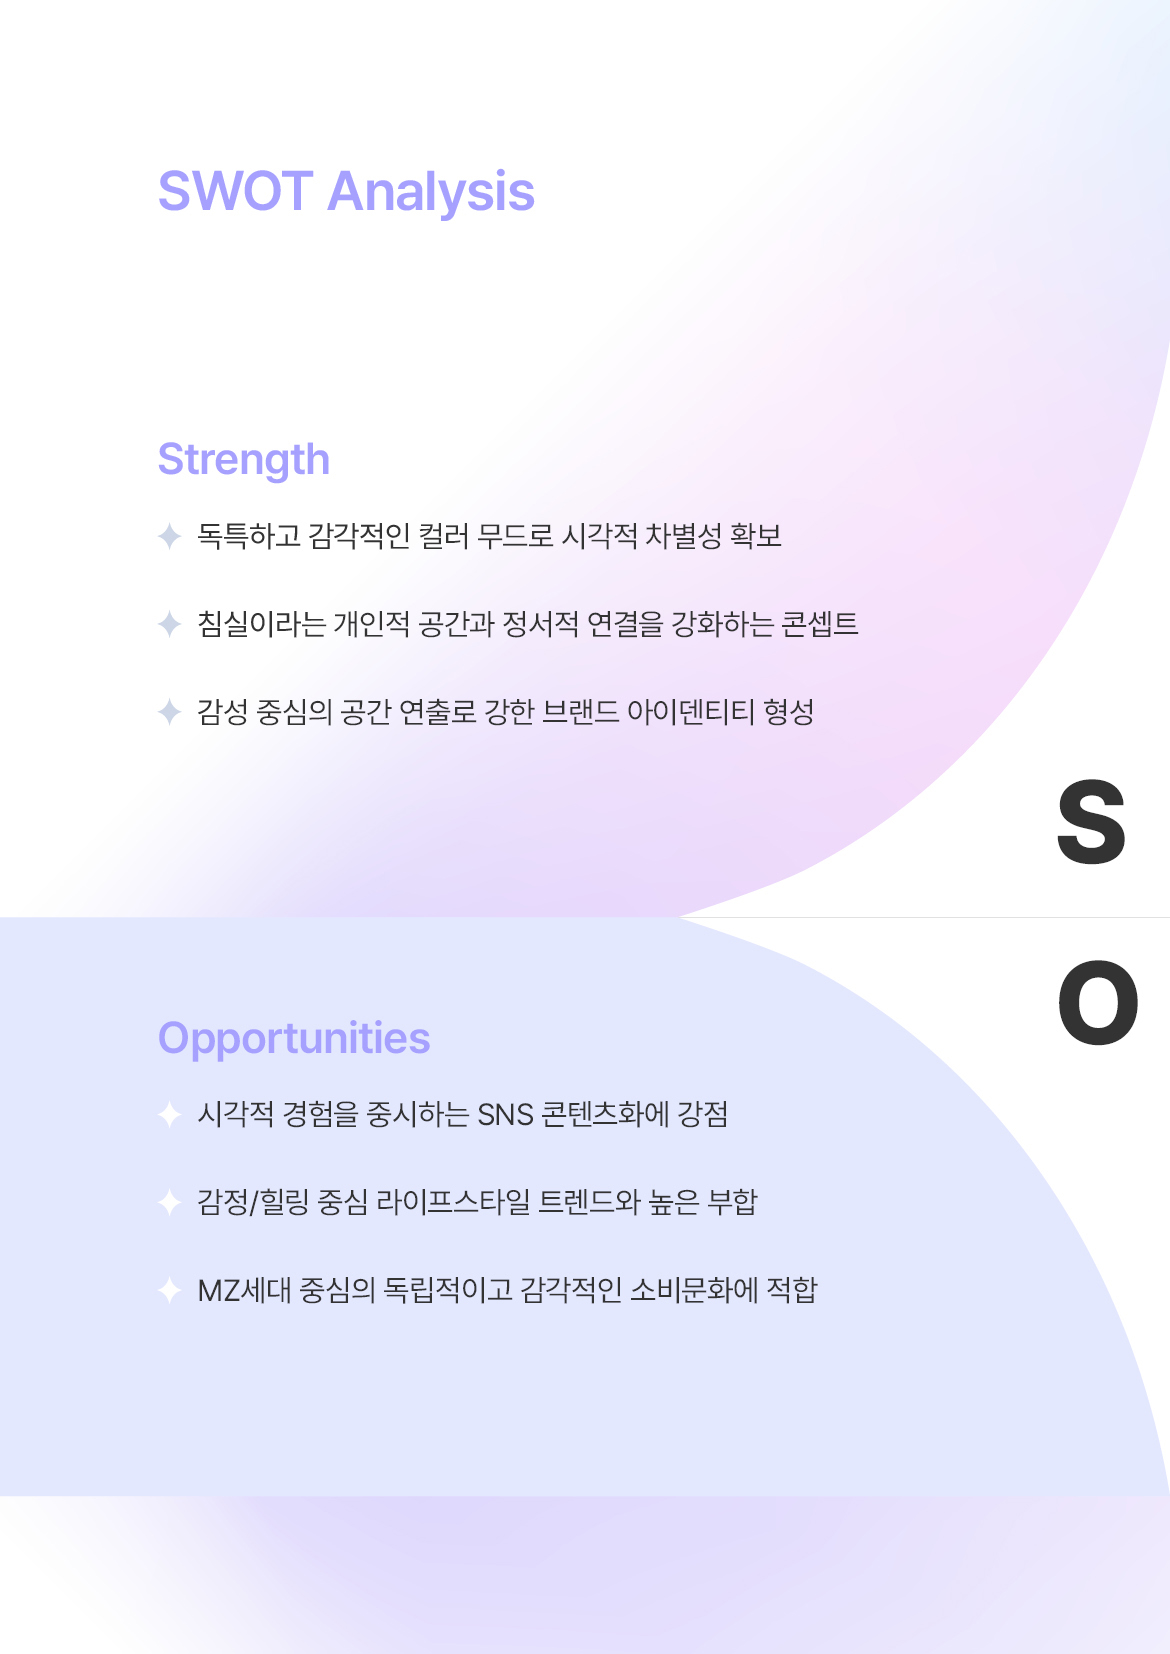 SWOT Analysis
Strength
독특하고 감각적인 컬러 무드로 시각적 차별성 확보
침실이라는 개인적 공간과 정서적 연결을 강화하는 콘셉트
감성 중심의 공간 연출로 강한 브랜드 아이덴티티 형성
S
O
Opportunities
시각적 경험을 중시하는 SNS 콘텐츠화에 강점
감정/힐링 중심 라이프스타일 트렌드와 높은 부합
MZ세대 중심의 독립적이고 감각적인 소비문화에 적합